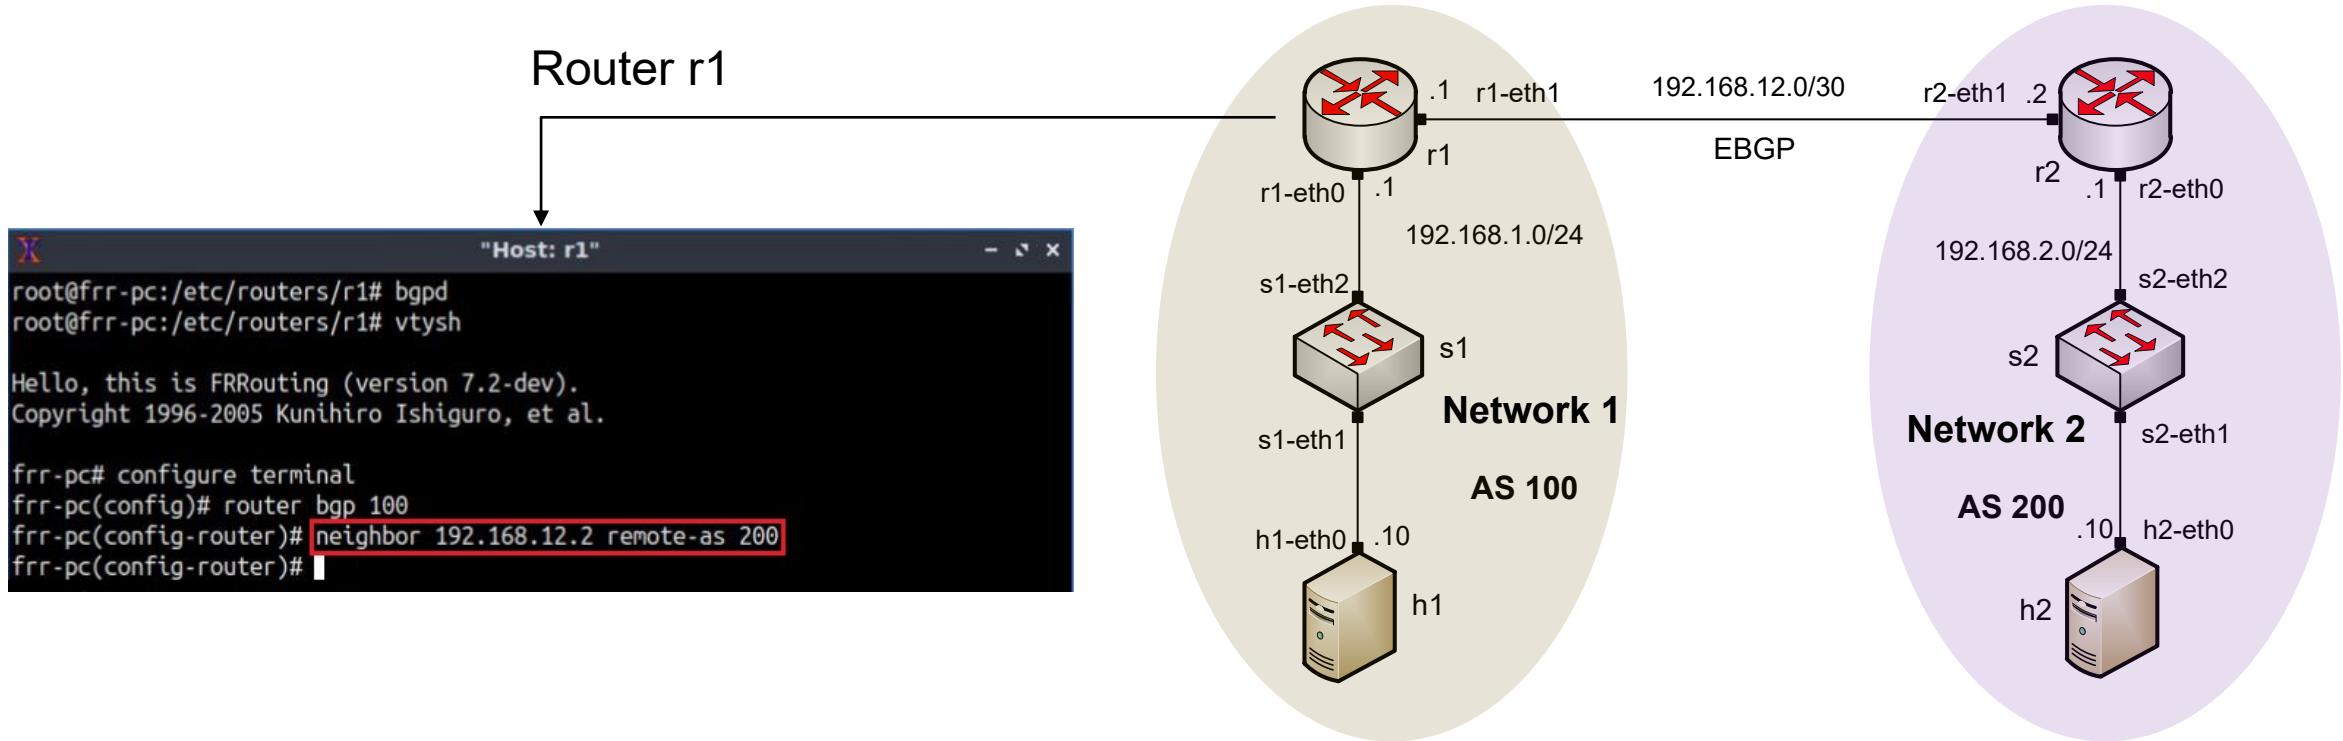 Router r1
"Host: r1"
root@frr-pc:/etc/routers/r1# bgpd
root@frr-pc:/etc/routers/r1# vtysh
Hello, this is FRRouting (version 7.2-dev).
Copyright 1996-2005 Kunihiro Ishiguro, et al.
frr-pc# configure terminal
frr-pc(config)# router bgp 100
frr-pc(config-router)# neighbor 192.168.12.2 remote-as 200
frr-pc(config-router)#
.1 r1-eth1
192.168.12.0/30
r2-eth1 .2
EBGP
r1
r1-eth0 .1
192.168.1.0/24
s1-eth2
s1
Network 1
s1-eth1
AS 100
h1-eth0 .10
h1
r2
.1 r2-eth0
192.168.2.0/24
s2-eth2
s2
Network 2
s2-eth1
AS 200
.10 h2-eth0
h2